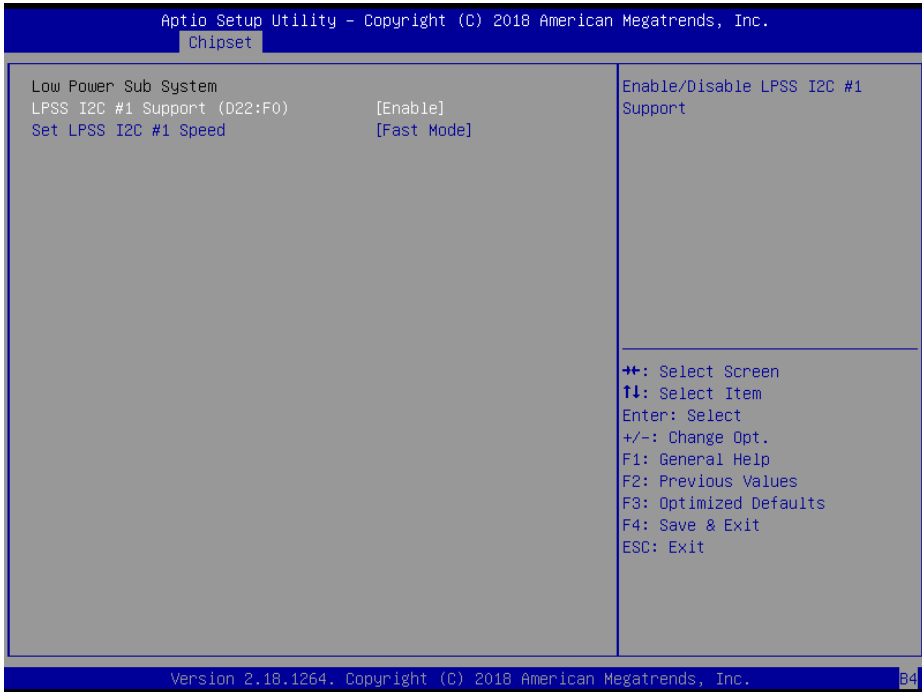 Aptio Setup Utility – Copyright (C) 2018 American Megatrends, Inc.
Chipset
Low Power Sub System
LPSS I2C #1 Support (D22:F0) [Enable]
Set LPSS I2C #1 Speed [Fast Mode]
Enable/Disable LPSS I2C #1
Support
→←: Select Screen
↑↓: Select Item
Enter: Select
+/-: Change Opt.
F1: General Help
F2: Previous Values
F3: Optimized Defaults
F4: Save & Exit
ESC: Exit
Version 2.18.1264. Copyright (C) 2018 American Megatrends, Inc.
B4